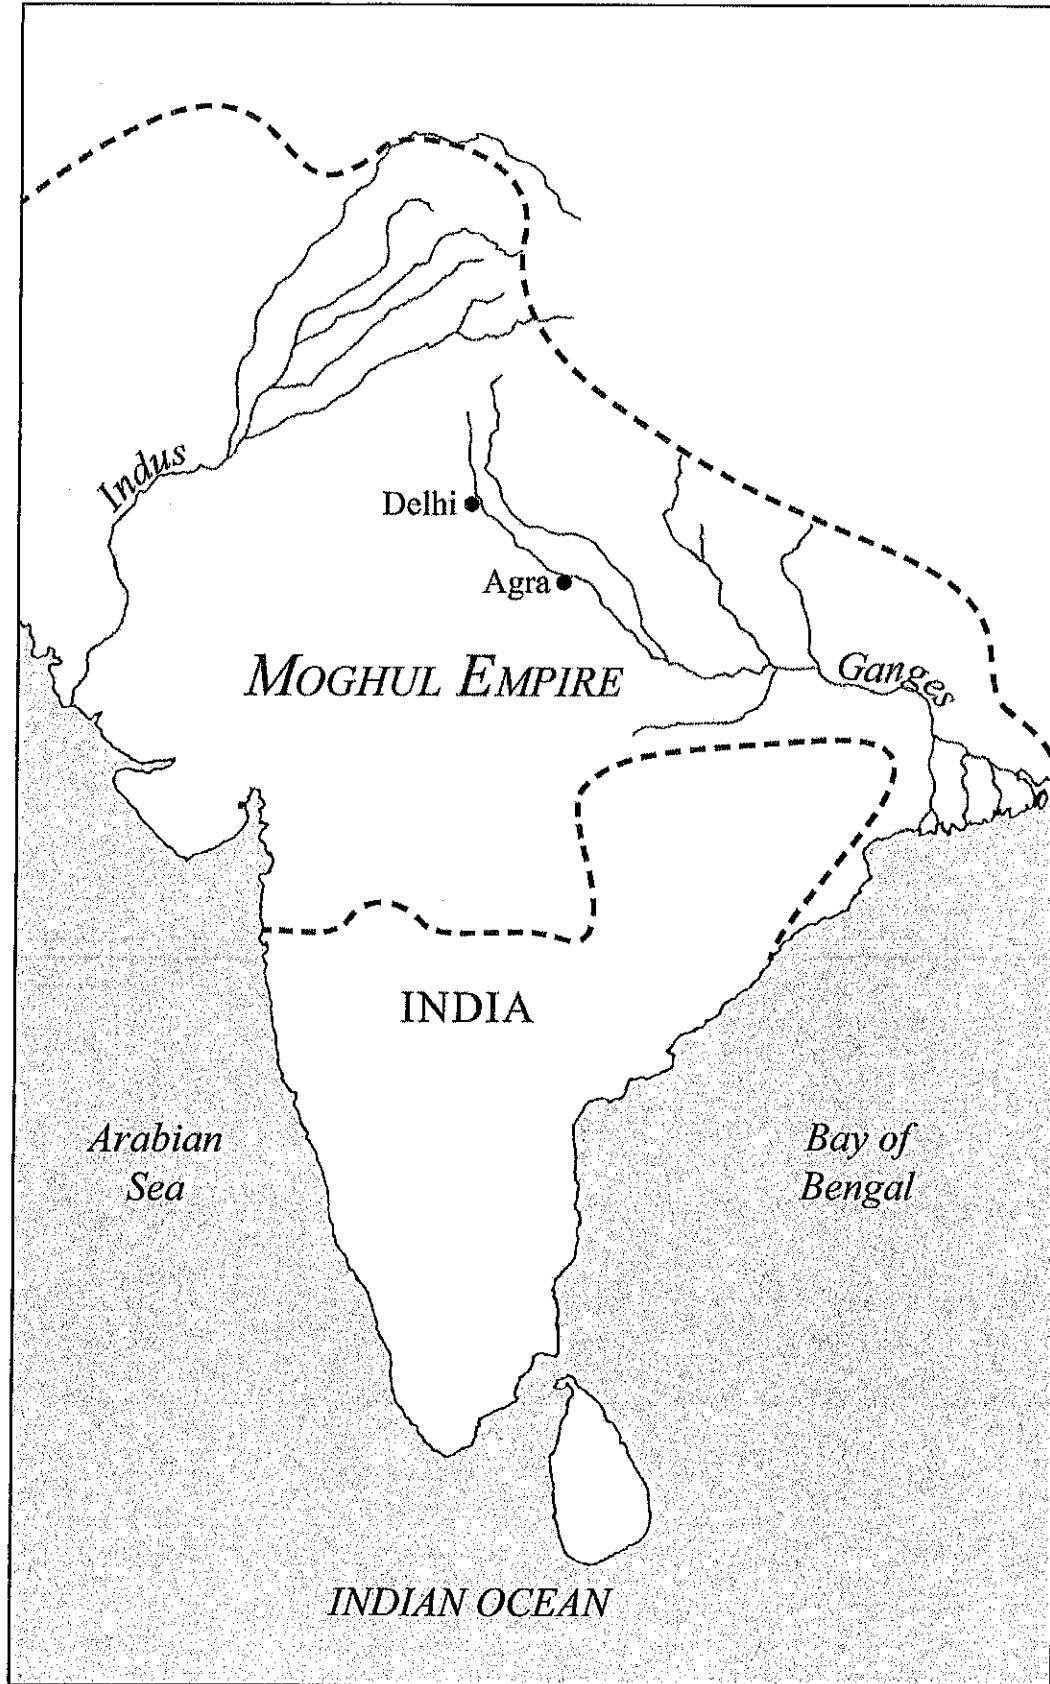 Indus
Delhi
Agra
MOGHUL EMPIRE
Ganges
INDIA
Arabian
Sea
Bay of
Bengal
INDIAN OCEAN